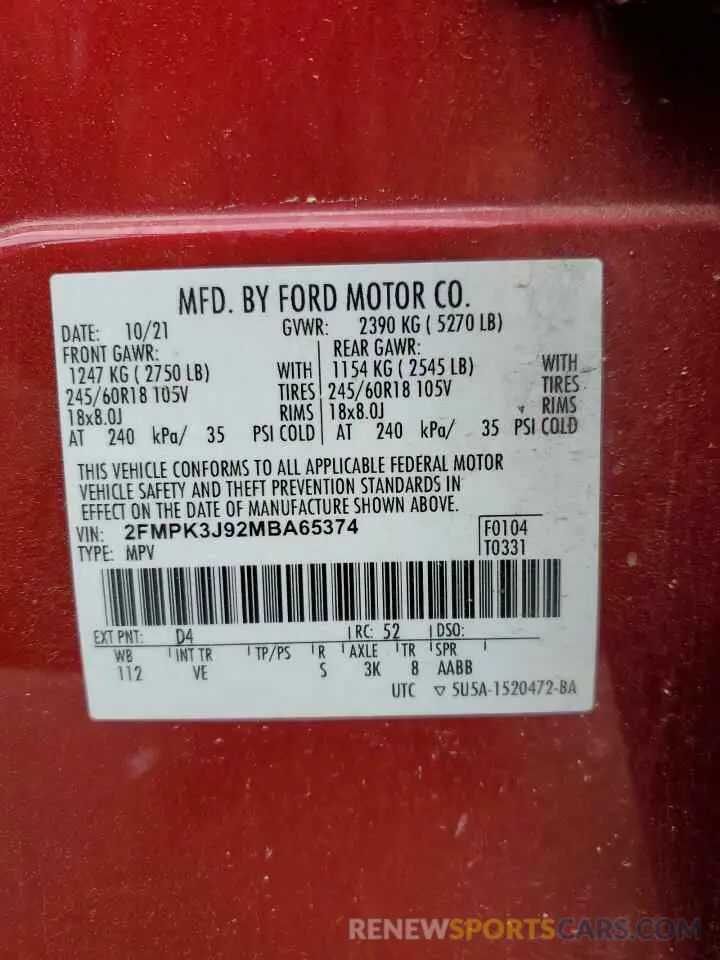 MFD. BY FORD MOTOR CO.
DATE: 10/21 GVWR: 2390 KG ( 5270 LB)
FRONT GAWR: REAR GAWR:
1247 KG ( 2750 LB) WITH 1154 KG ( 2545 LB) WITH
245/60R18 105V TIRES 245/60R18 105V TIRES
18x8.0J RIMS 18x8.0J RIMS
AT 240 kPa/ 35 PSI COLD AT 240 kPa/ 35 PSI COLD
THIS VEHICLE CONFORMS TO ALL APPLICABLE FEDERAL MOTOR
VEHICLE SAFETY AND THEFT PREVENTION STANDARDS IN
EFFECT ON THE DATE OF MANUFACTURE SHOWN ABOVE.
VIN: 2FMPK3J92MBA65374 F0104
TYPE: MPV T0331
EXT PNT: D4 RC: 52 DSO:
WB INT TR TP/PS R AXLE TR SPR
112 VE S 3K 8 AABB
UTC ▽ 5U5A-1520472-BA
RENEWSPORTSCARS.COM